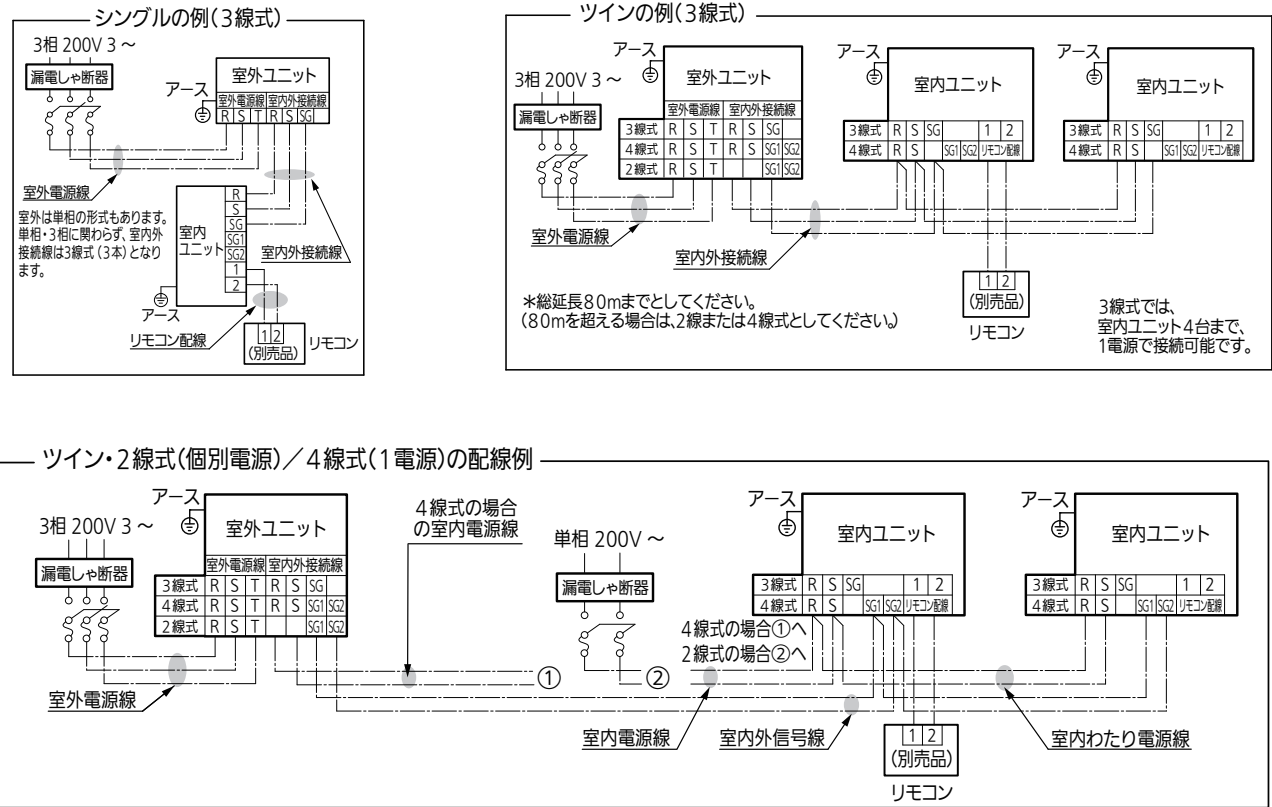 シングルの例（3線式）
3相 200V 3～
漏電しゃ断器
アース
室外ユニット
室外電源線 室内外接続線
R S T R S SG
室外電源線
室外は単相の形式もあります。
単相・3相に関わらず、室内外
接続線は3線式（3本）となり
ます。
室内
ユニット
R
S
SG
SG1
SG2
1
2
室内外接続線
アース
リモコン配線
1 2
(別売品)
リモコン
ツインの例（3線式）
3相 200V 3～
漏電しゃ断器
アース
室外ユニット
室外電源線 室内外接続線
3線式 R S T R S SG
4線式 R S T R S SG1 SG2
2線式 R S T SG1 SG2
アース
室内ユニット
3線式 R S SG 1 2
4線式 R S SG1 SG2 リモコン配線
アース
室内ユニット
3線式 R S SG 1 2
4線式 R S SG1 SG2 リモコン配線
室外電源線
室内外接続線
1 2
(別売品)
リモコン
＊総延長80mまでとしてください。
（80mを超える場合は、2線または4線式としてください。）
3線式では、
室内ユニット4台まで、
1電源で接続可能です。
ツイン・2線式（個別電源）／4線式（1電源）の配線例
3相 200V 3～
漏電しゃ断器
アース
室外ユニット
室外電源線 室内外接続線
3線式 R S T R S SG
4線式 R S T R S SG1 SG2
2線式 R S T SG1 SG2
4線式の場合
の室内電源線
単相 200V～
漏電しゃ断器
アース
室内ユニット
3線式 R S SG 1 2
4線式 R S SG1 SG2 リモコン配線
アース
室内ユニット
3線式 R S SG 1 2
4線式 R S SG1 SG2 リモコン配線
4線式の場合①へ
2線式の場合②へ
①
②
室外電源線
室内電源線
室内外信号線
室内わたり電源線
1 2
(別売品)
リモコン